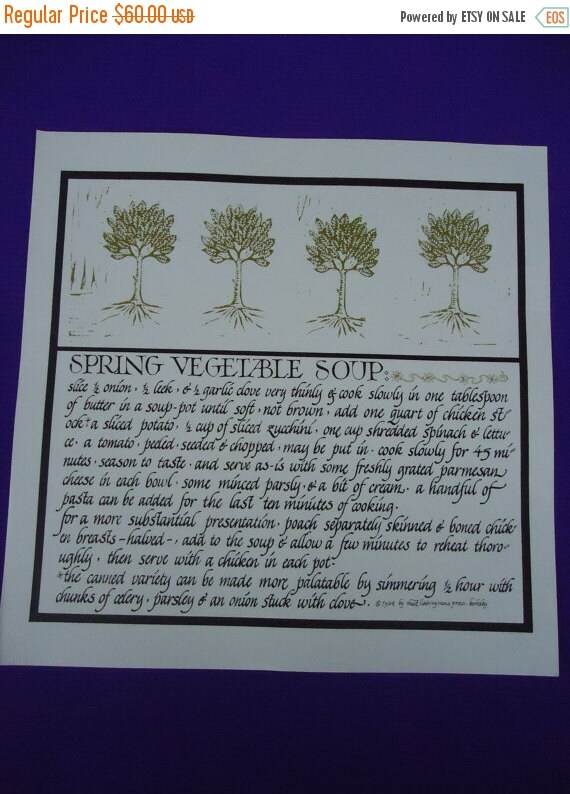 Regular Price $60.00 USD
Powered by ETSY ON SALE EOS
SPRING VEGETABLE SOUP:
slice ½ onion · ½ leek · & ½ garlic clove very thinly & cook slowly in one tablespoon
of butter in a soup-pot until soft · not brown · add one quart of chicken st-
ock* a sliced potato · ½ cup of sliced zucchini · one cup shredded spinach & lettu-
ce · a tomato · peeled · seeded & chopped · may be put in · cook slowly for 45 mi-
nutes · season to taste · and serve as-is with some freshly grated parmesan
cheese in each bowl · some minced parsly · & a bit of cream · a handful of
pasta can be added for the last ten minutes of cooking ·
for a more substantial presentation · poach separately skinned & boned chick-
en breasts -halved- , add to the soup & allow a few minutes to reheat thoro-
ughly · then serve with a chicken in each pot ·
*the canned variety can be made more palatable by simmering ½ hour with
chunks of celery · parsley & an onion stuck with clove ·